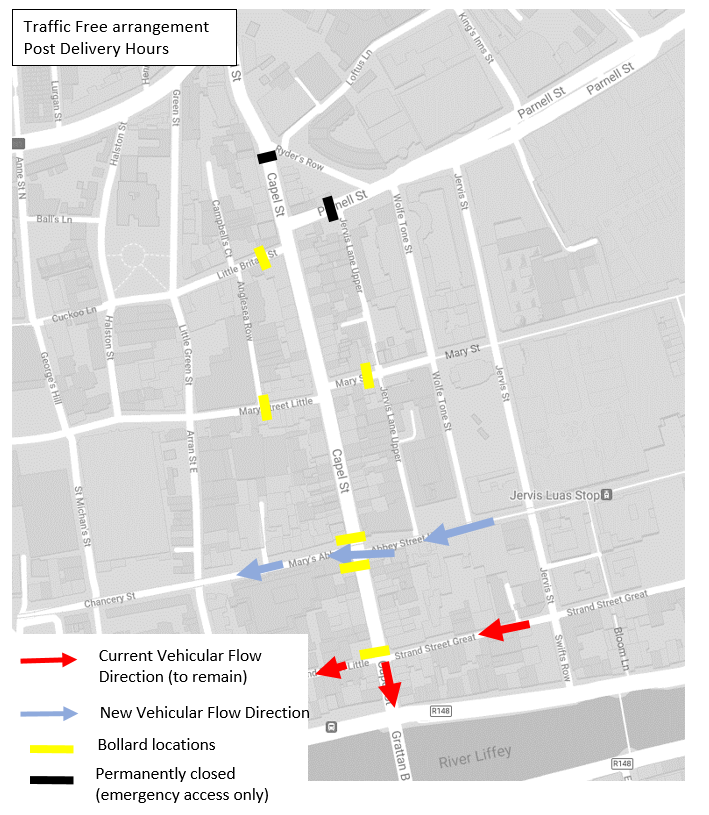 Traffic Free arrangement
Post Delivery Hours
King's Inns St
Loftus Ln
St
Parnell St
Parnell St
Lurgan St
Green St
Halston St
Anne St N
Ryder's Row
Capel St
Parnell St
Jervis St
Wolfe Tone St
Ball's Ln
Campbell's Ct
Jervis Lane Upper
Little Britain St
Cuckoo Ln
Halston St
Anglesea Row
Little Green St
George's Hill
Mary St
Mary St
Jervis St
Wolfe Tone St
Mary Street Little
Jervis Lane Upper
Arran St E
Capel St
St Michan's St
Jervis Luas Stop
Mary's Abb
Abbey Street
Chancery St
Jervis St
Strand Street Great
Strand Street Great
Little
Swifts Row
Bloom Ln
Capel St
R148
Grattan B
River Liffey
R148
Current Vehicular Flow
Direction (to remain)
New Vehicular Flow Direction
Bollard locations
Permanently closed
(emergency access only)